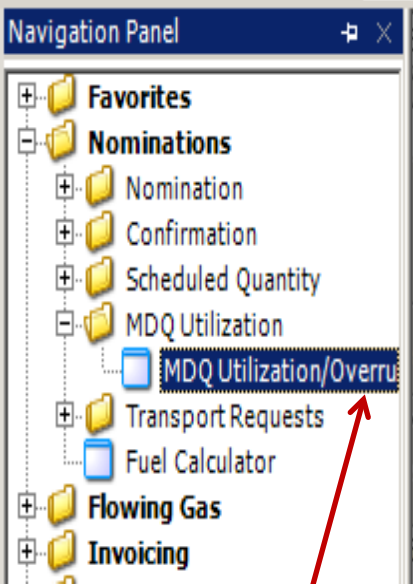 Navigation Panel
Favorites
Nominations
Nomination
Confirmation
Scheduled Quantity
MDQ Utilization
MDQ Utilization/Overru
Transport Requests
Fuel Calculator
Flowing Gas
Invoicing